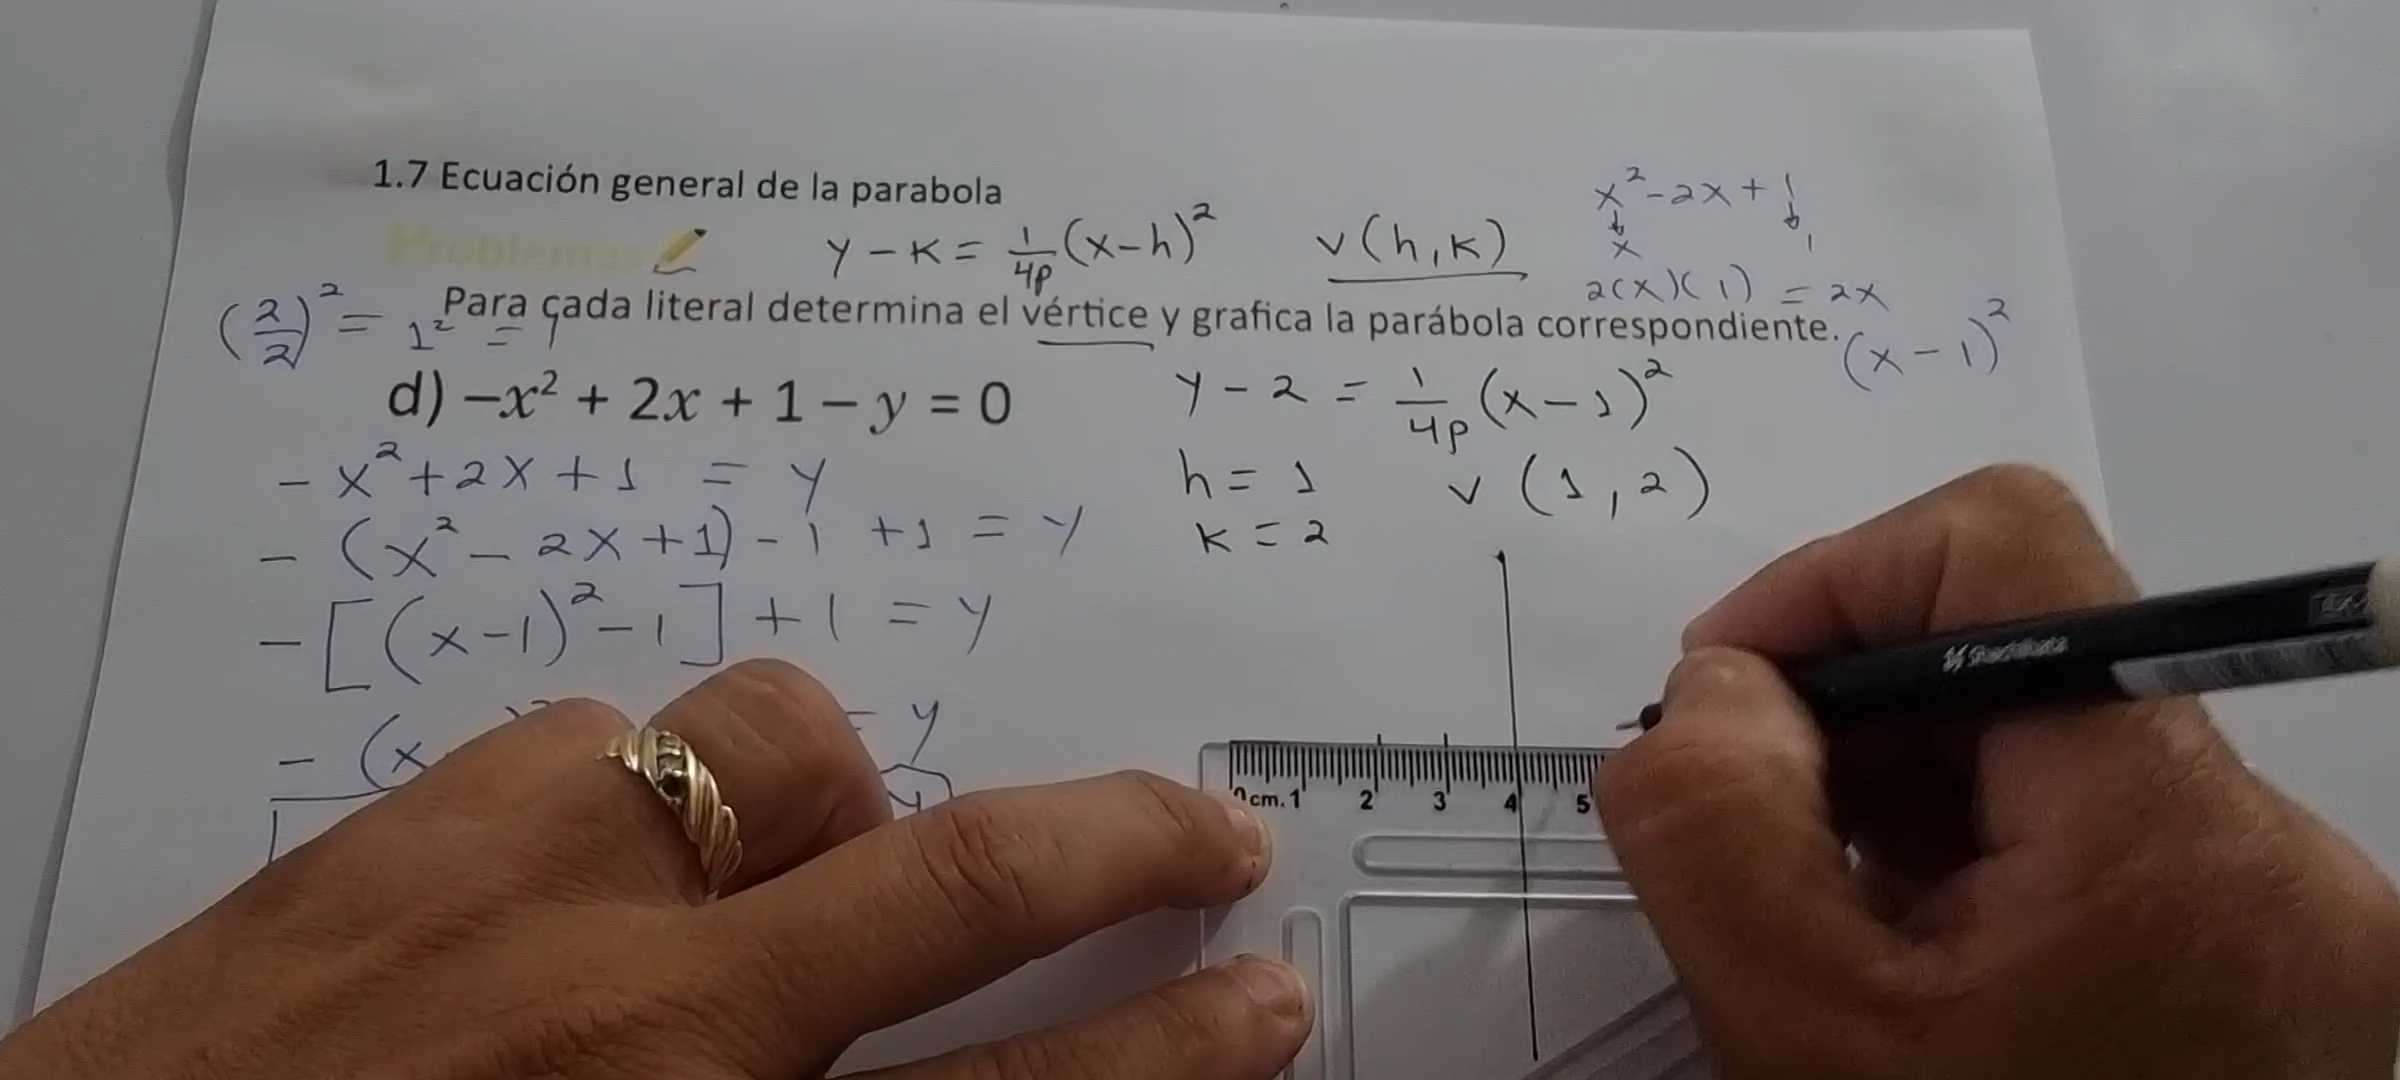 1.7 Ecuación general de la parabola
Problemas
y - k = 1/4p (x-h)²
v(h,k)
x² - 2x + 1
x 1
2(x)(1) = 2x
(x-1)²
(2/2)² = 1² = 1
Para cada literal determina el vértice y grafica la parábola correspondiente.
d) −x² + 2x + 1 − y = 0
- x² + 2x + 1 = y
- (x² - 2x + 1) - 1 + 1 = y
- [(x-1)² - 1] + 1 = y
- (x = y
y
y - 2 = 1/4p (x-1)²
h = 1
v (1, 2)
k = 2
0cm. 1 2 3 4 5